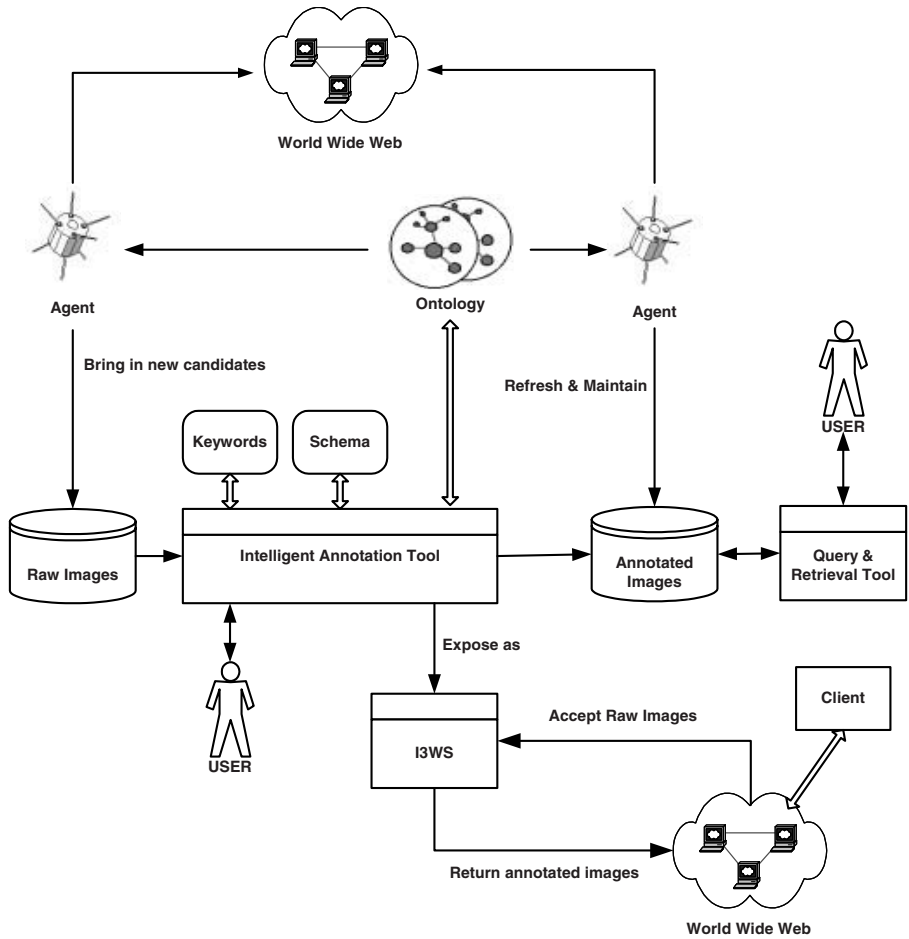 World Wide Web
Agent
Ontology
Agent
Bring in new candidates
Refresh & Maintain
USER
Keywords
Schema
Raw Images
Intelligent Annotation Tool
Annotated
Images
Query &
Retrieval Tool
Expose as
USER
I3WS
Accept Raw Images
Client
Return annotated images
World Wide Web